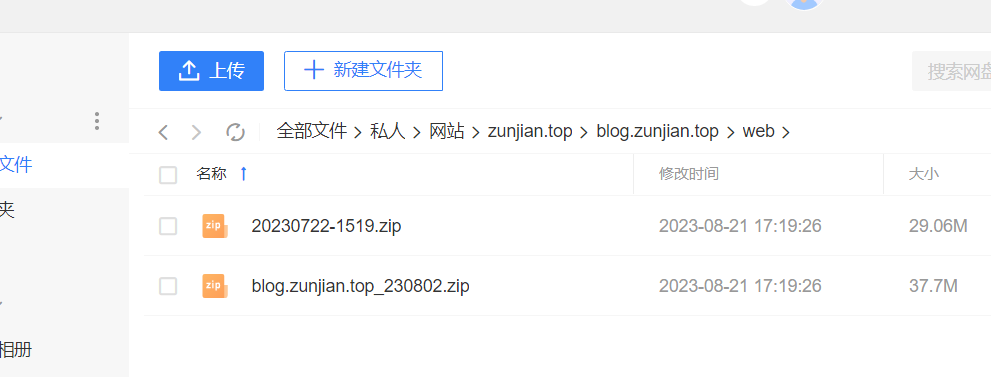 上传 新建文件夹 搜索网盘
全部文件 私人 网站 zunjian.top blog.zunjian.top web
文件
名称 修改时间 大小
夹
zip 20230722-1519.zip 2023-08-21 17:19:26 29.06M
zip blog.zunjian.top_230802.zip 2023-08-21 17:19:26 37.7M
相册